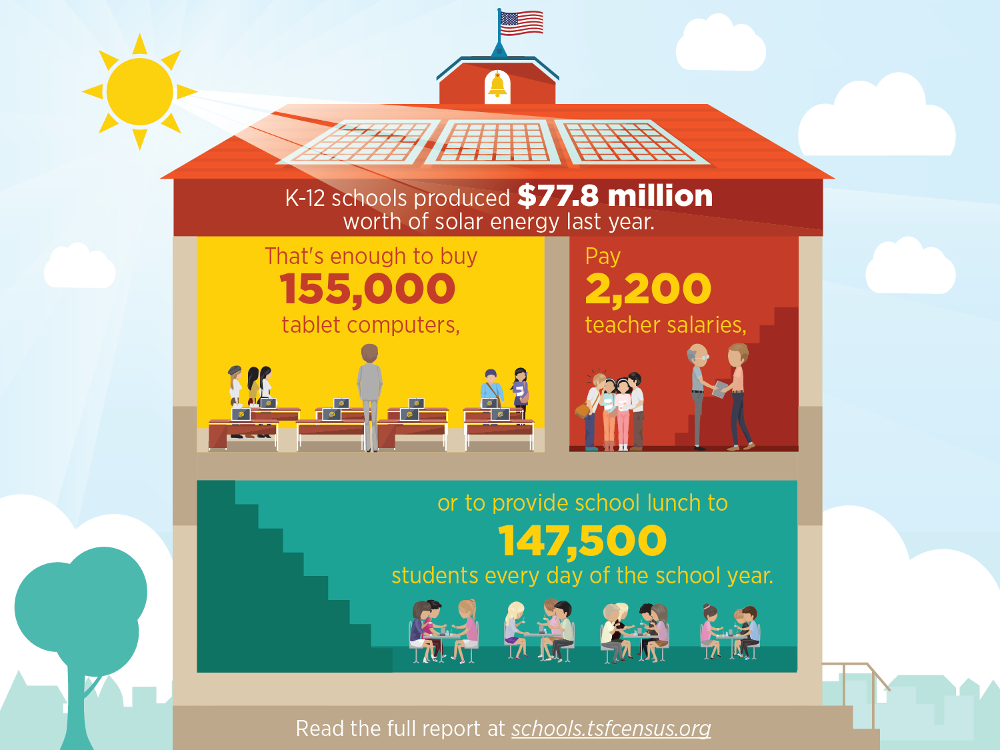 K-12 schools produced $77.8 million
worth of solar energy last year.
That's enough to buy
155,000
tablet computers,
Pay
2,200
teacher salaries,
or to provide school lunch to
147,500
students every day of the school year.
Read the full report at schools.tsfcensus.org